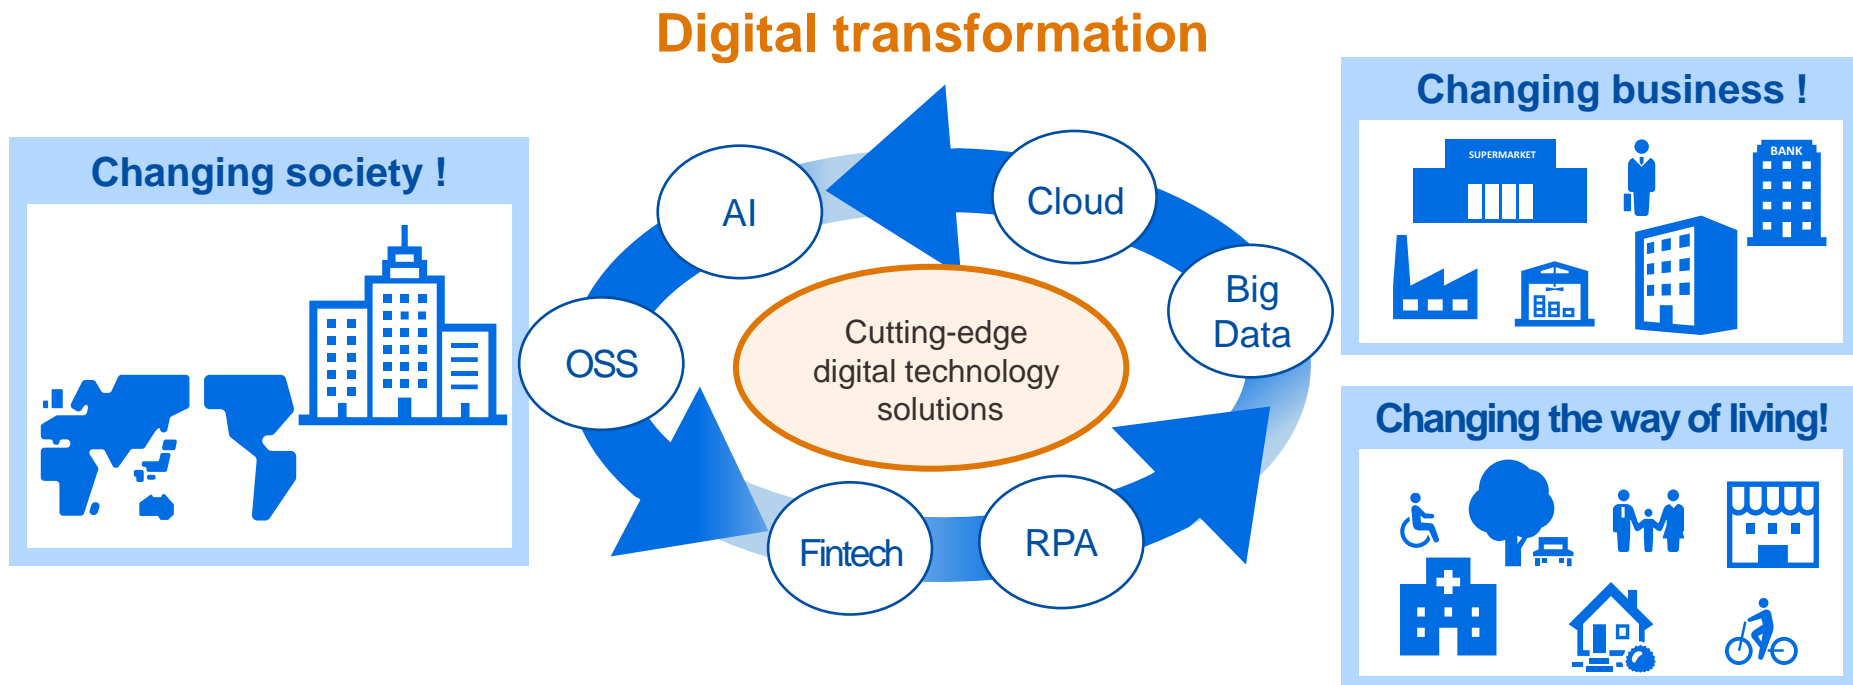 Digital transformation
Changing society !
AI
Cloud
Big
Data
OSS
Cutting-edge
digital technology
solutions
Fintech
RPA
Changing business !
SUPERMARKET
BANK
Changing the way of living!